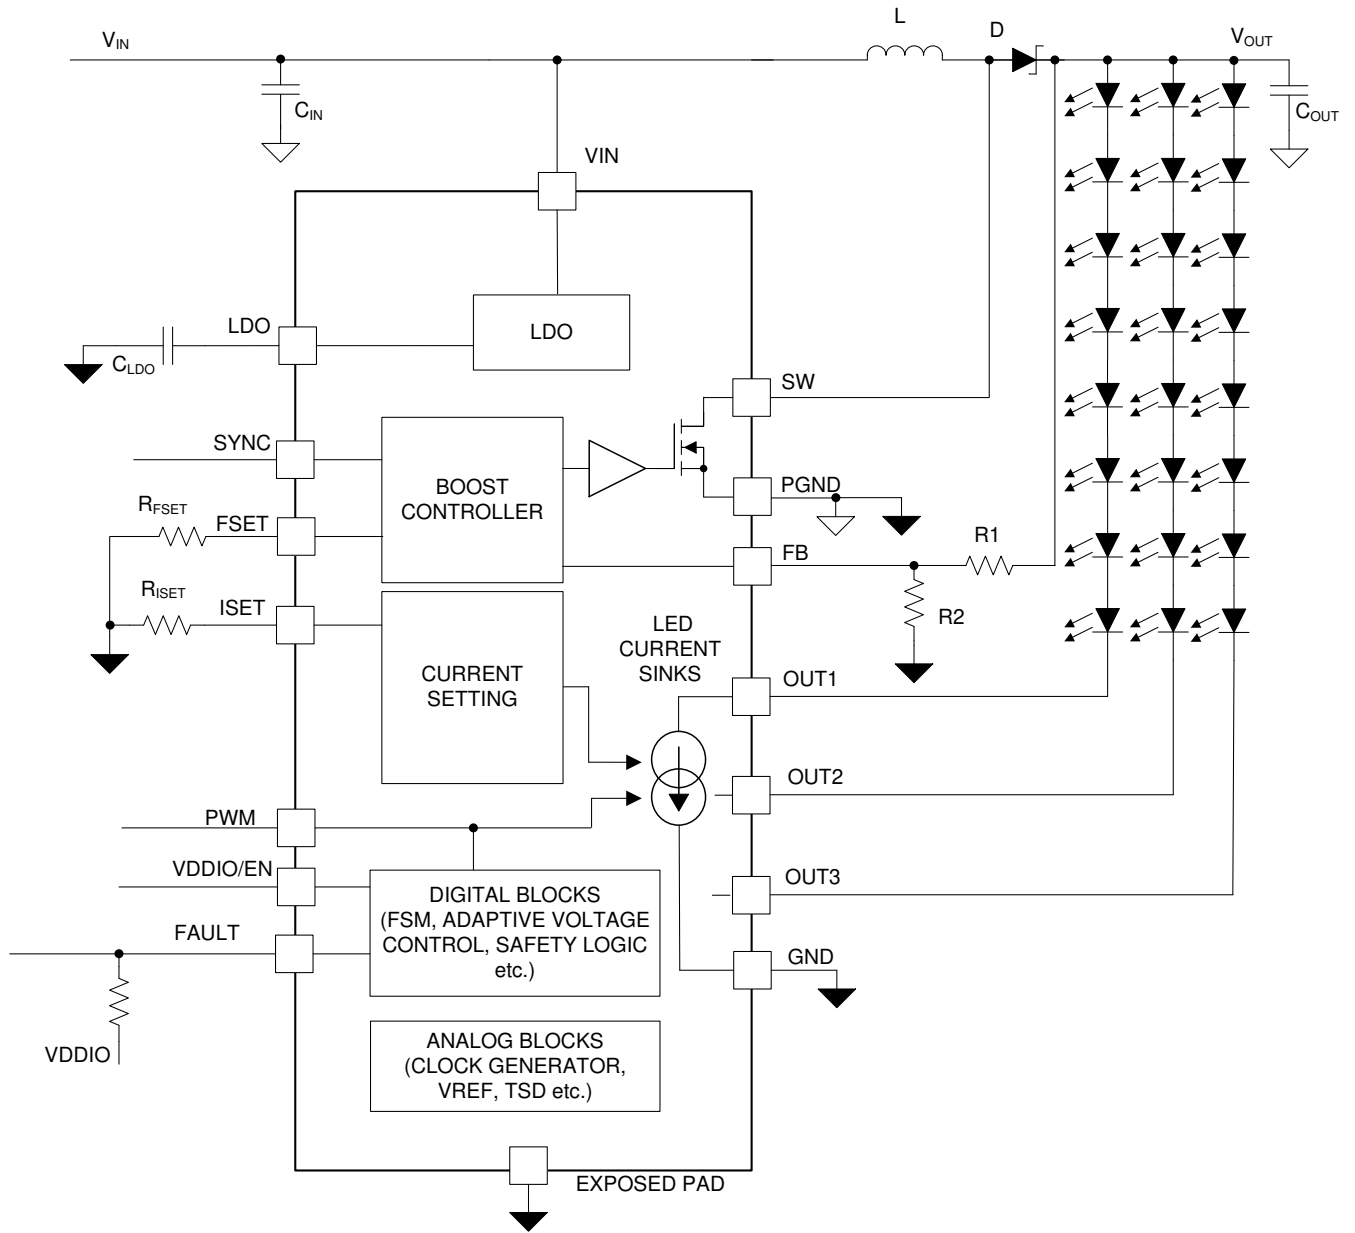 L
D
VIN
VOUT
CIN
COUT
VIN
LDO
LDO
CLDO
SW
SYNC
BOOST
CONTROLLER
PGND
RFSET
FSET
R1
FB
RISET
ISET
R2
LED
CURRENT
SINKS
CURRENT
SETTING
OUT1
OUT2
PWM
VDDIO/EN
OUT3
DIGITAL BLOCKS
(FSM, ADAPTIVE VOLTAGE
CONTROL, SAFETY LOGIC
etc.)
FAULT
GND
VDDIO
ANALOG BLOCKS
(CLOCK GENERATOR,
VREF, TSD etc.)
EXPOSED PAD